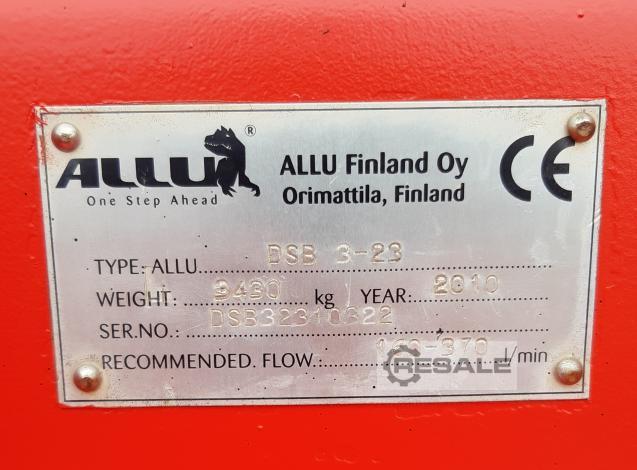 ALLU ®
One Step Ahead
ALLU Finland Oy
Orimattila, Finland
CE
TYPE: ALLU DSB 3-23
WEIGHT: 3430 kg YEAR: 2010
SER.NO.: DSB32310322
RECOMMENDED. FLOW.: l/min
RESALE